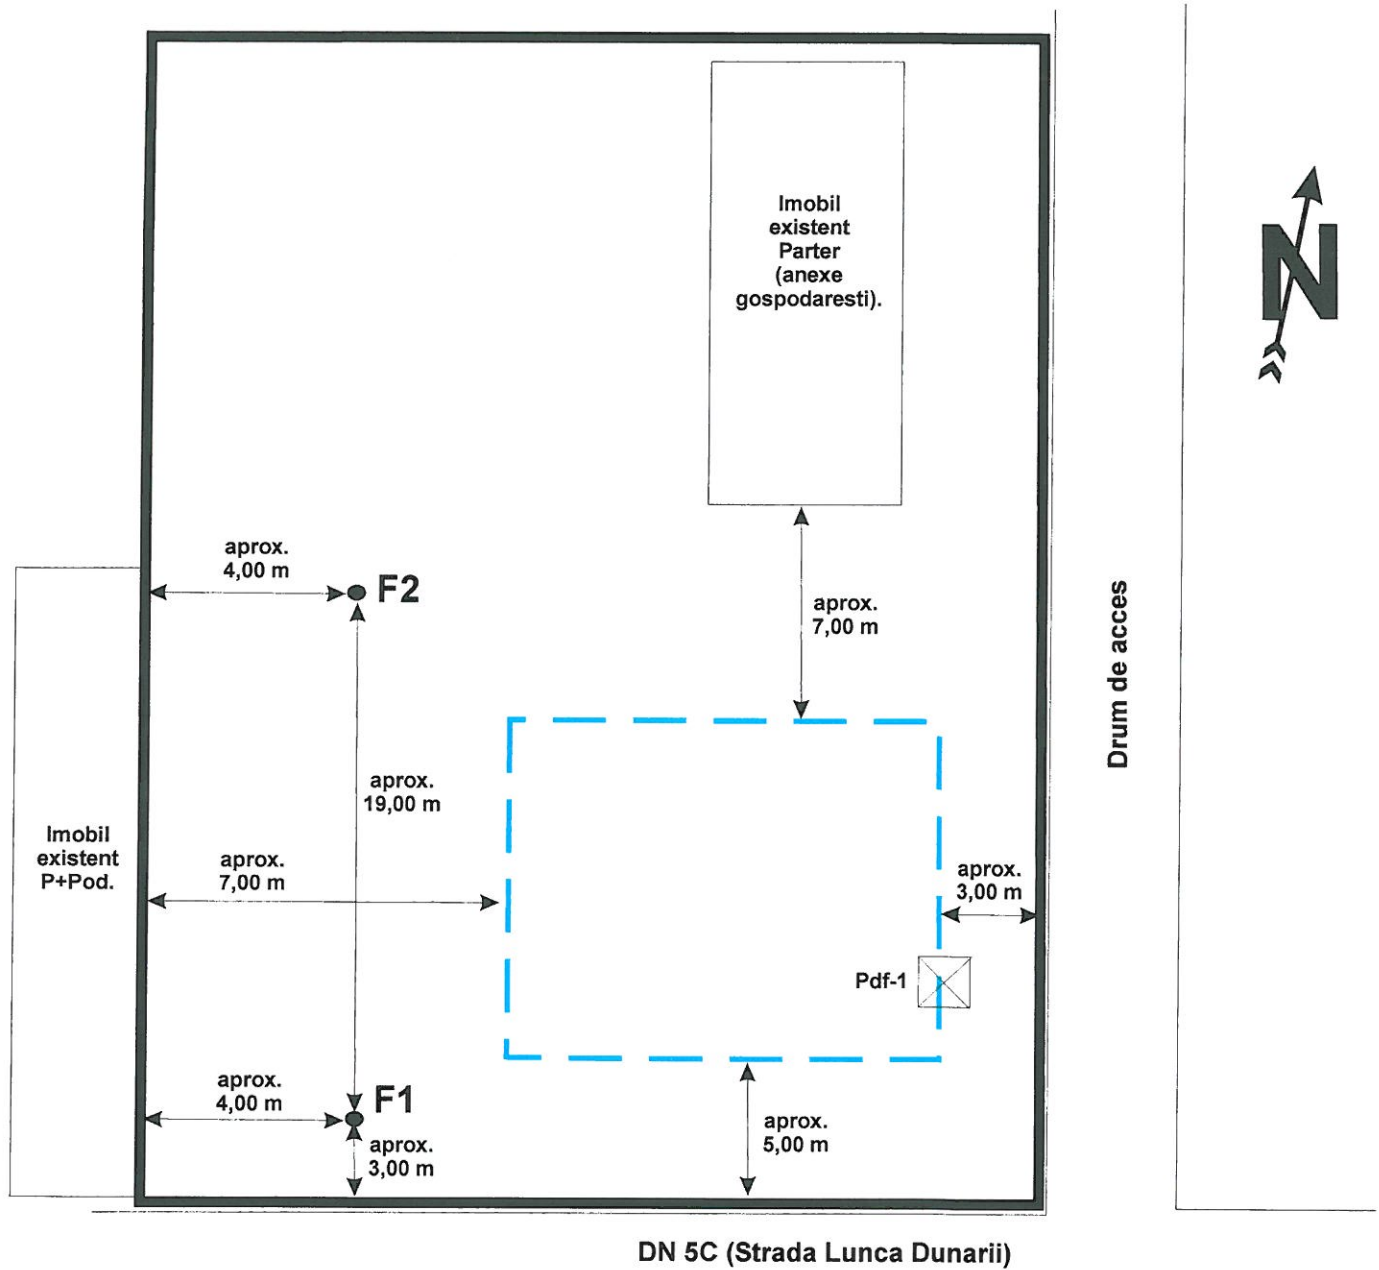 Imobil
existent
Parter
(anexe
gospodaresti).
N
aprox.
4,00 m
F2
aprox.
7,00 m
Drum de acces
aprox.
19,00 m
Imobil
existent
P+Pod.
aprox.
7,00 m
aprox.
3,00 m
Pdf-1
aprox.
4,00 m
F1
aprox.
3,00 m
aprox.
5,00 m
DN 5C (Strada Lunca Dunarii)